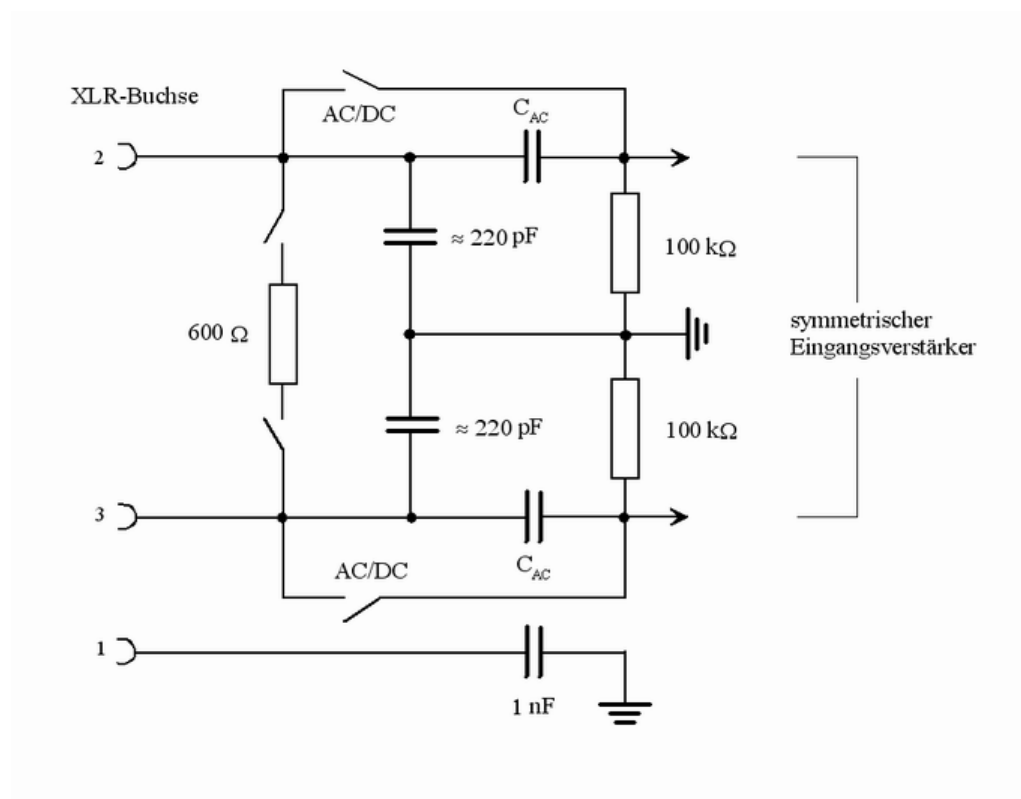 XLR-Buchse
AC/DC
C_AC
2
≈ 220 pF
100 kΩ
600 Ω
symmetrischer
Eingangsverstärker
≈ 220 pF
100 kΩ
3
AC/DC
C_AC
1
1 nF